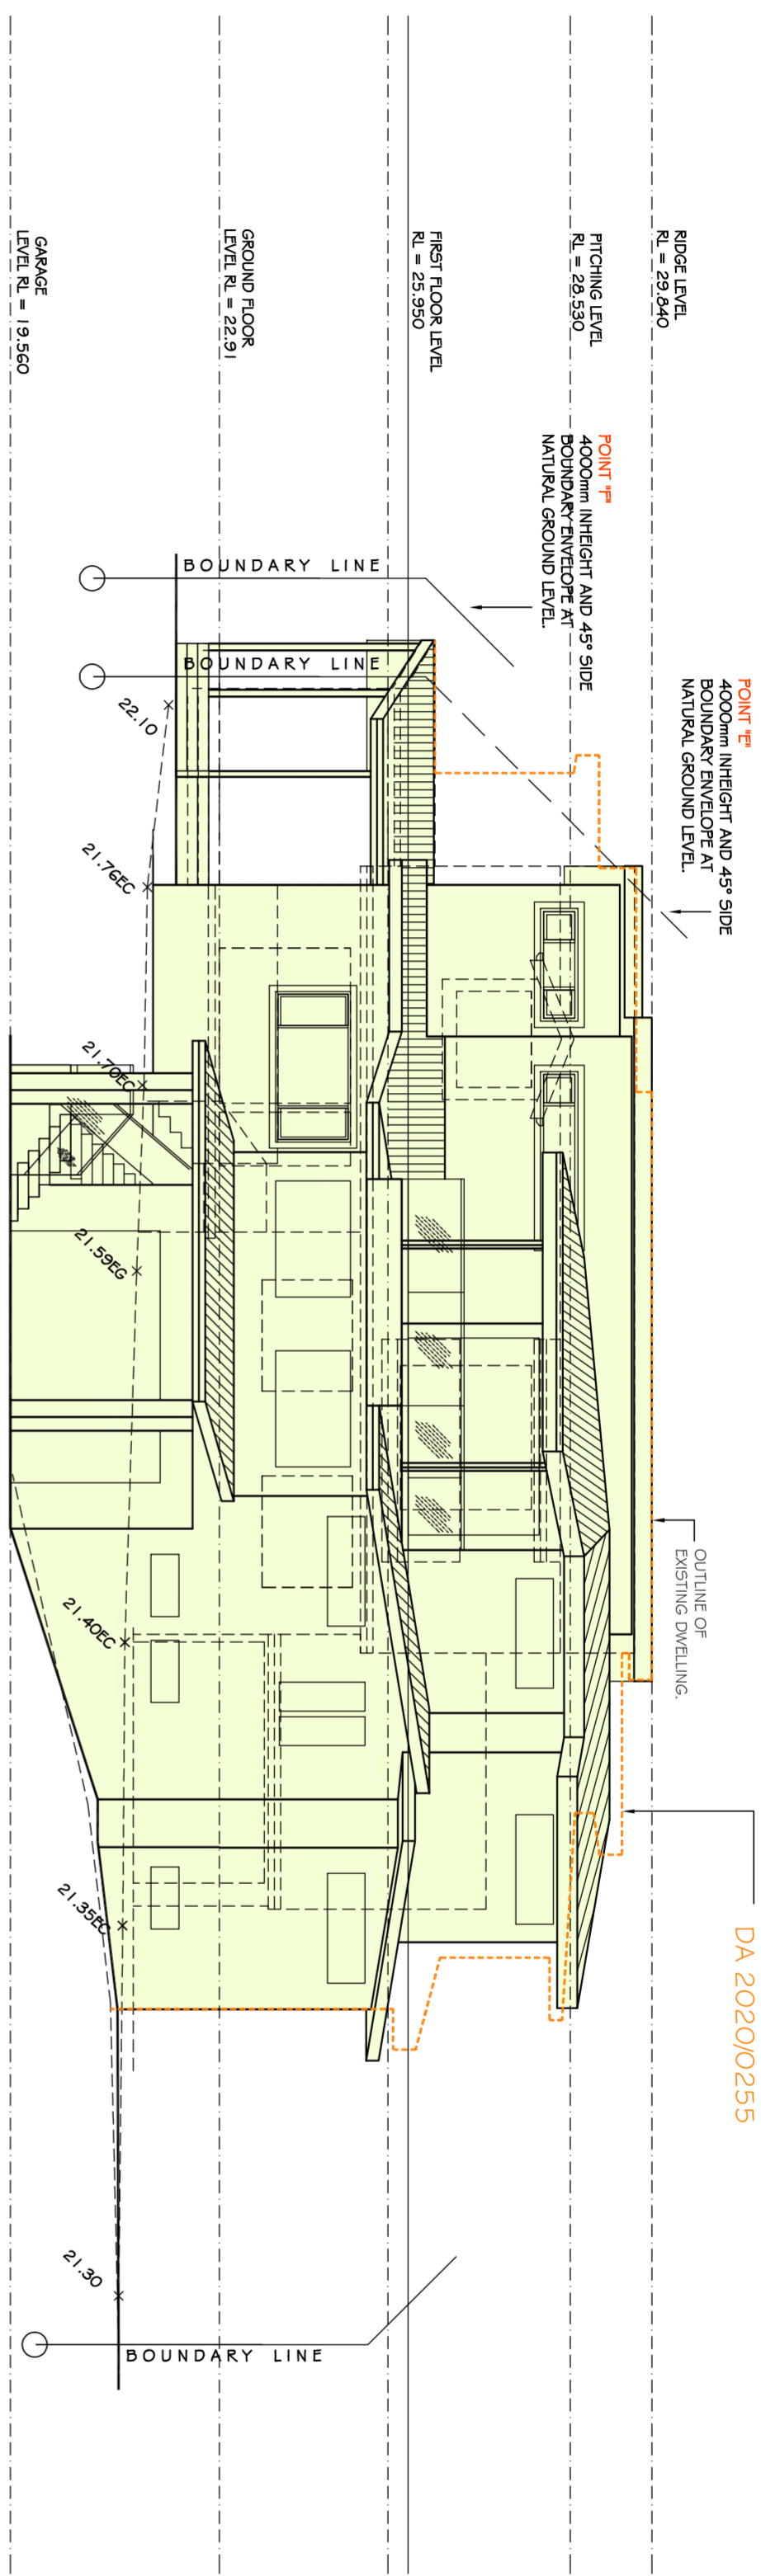 RIDGE LEVEL
RL = 29.840
PITCHING LEVEL
RL = 28.530
FIRST FLOOR LEVEL
RL = 25.950
GROUND FLOOR
LEVEL RL = 22.91
GARAGE
LEVEL RL = 19.560
POINT "F"
4000mm INHEIGHT AND 45° SIDE
BOUNDARY ENVELOPE AT
NATURAL GROUND LEVEL.
POINT "E"
4000mm INHEIGHT AND 45° SIDE
BOUNDARY ENVELOPE AT
NATURAL GROUND LEVEL.
BOUNDARY LINE
BOUNDARY LINE
22.10
21.76EC
21.70EC
21.59EG
21.40EC
21.35EC
21.30
OUTLINE OF
EXISTING DWELLING.
DA 2020/0255
BOUNDARY LINE